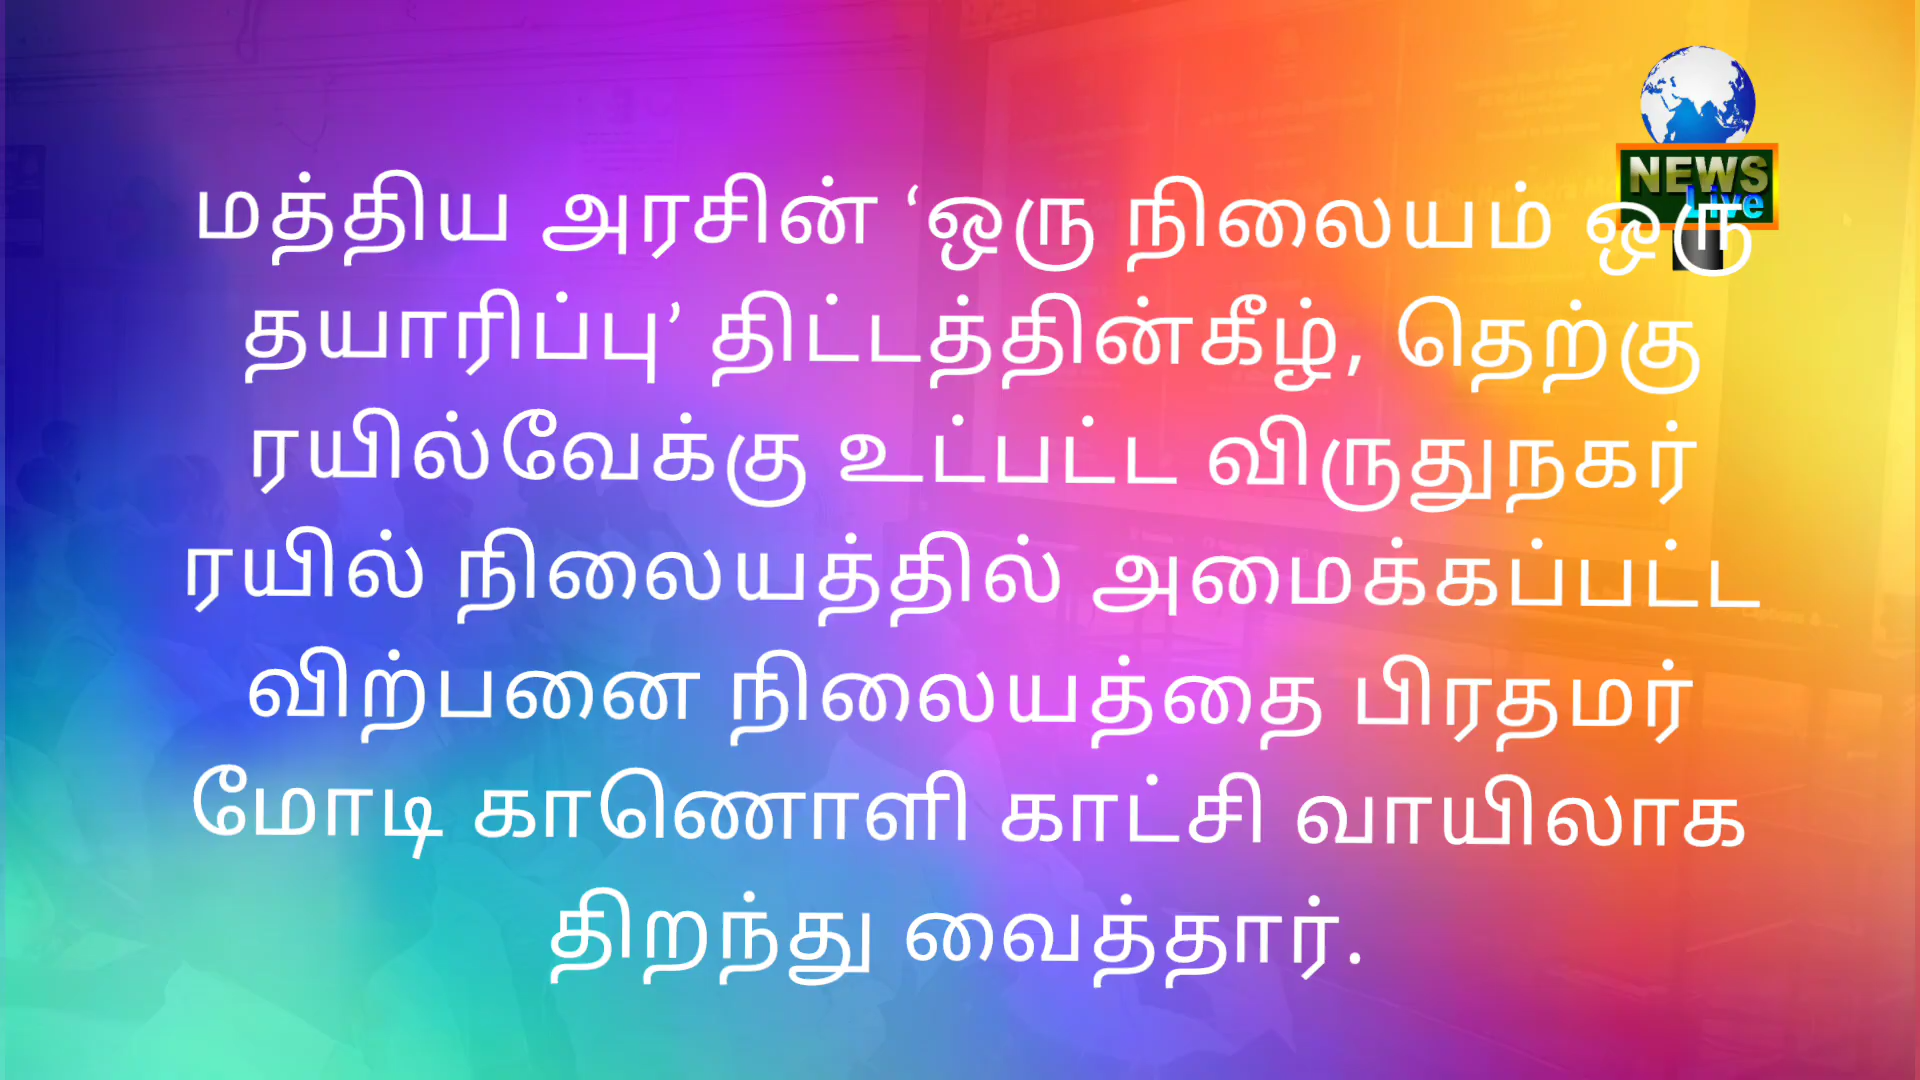 NEWS
Live
மத்திய அரசின் ‘ஒரு நிலையம் ஒரு
தயாரிப்பு’ திட்டத்தின்கீழ், தெற்கு
ரயில்வேக்கு உட்பட்ட விருதுநகர்
ரயில் நிலையத்தில் அமைக்கப்பட்ட
விற்பனை நிலையத்தை பிரதமர்
மோடி காணொளி காட்சி வாயிலாக
திறந்து வைத்தார்.